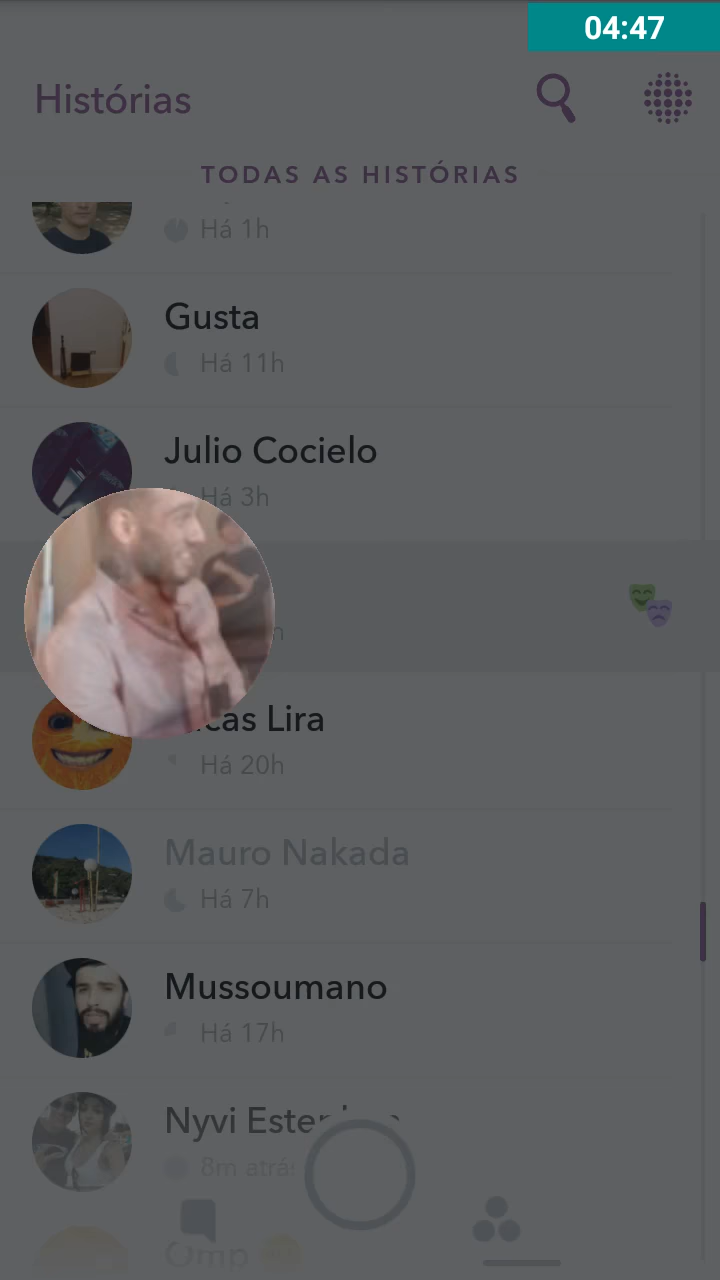 04:47
Histórias
TODAS AS HISTÓRIAS
Há 1h
Gusta
Há 11h
Julio Cocielo
Há 3h
Lira
Há 20h
Mauro Nakada
Há 7h
Mussoumano
Há 17h
Nyvi
8m atrás